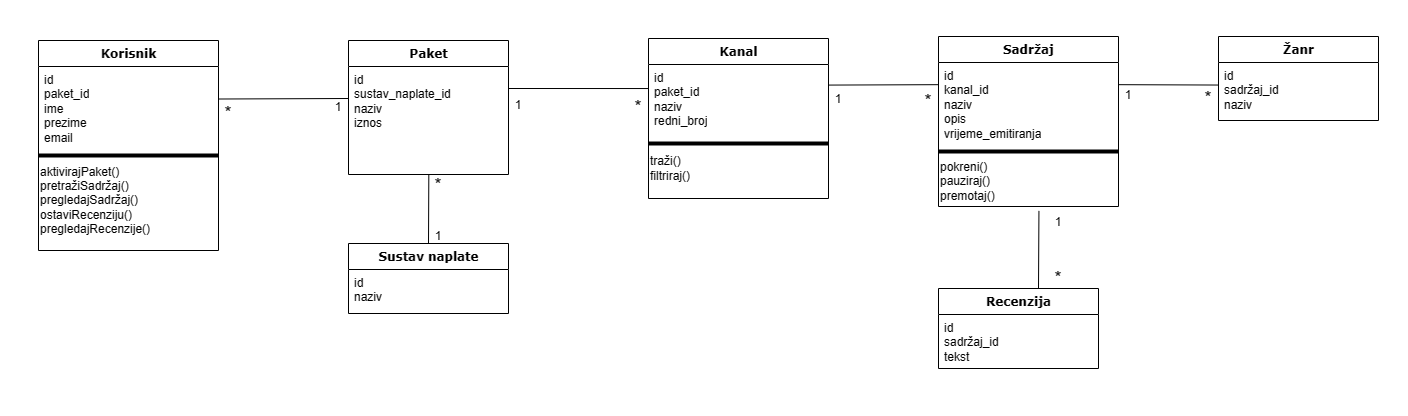 Korisnik
id
paket_id
ime
prezime
email
aktivirajPaket()
pretražiSadržaj()
pregledajSadržaj()
ostaviRecenziju()
pregledajRecenzije()
*
1
Paket
id
sustav_naplate_id
naziv
iznos
*
1
Sustav naplate
id
naziv
1
*
Kanal
id
paket_id
naziv
redni_broj
traži()
filtriraj()
1
*
Sadržaj
id
kanal_id
naziv
opis
vrijeme_emitiranja
pokreni()
pauziraj()
premotaj()
1
*
Žanr
id
sadržaj_id
naziv
1
*
Recenzija
id
sadržaj_id
tekst